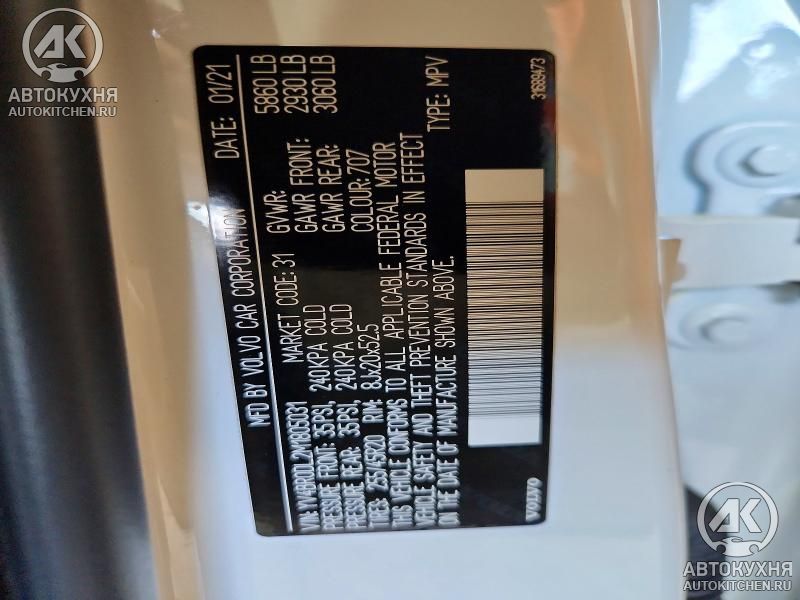 АК
АВТОКУХНЯ
AUTOKITCHEN.RU
MFD BY VOLVO CAR CORPORATION DATE: 01/21
VIN: YV4BR0DL2M1805031 MARKET CODE: 31 GVWR: 5860 LB
PRESSURE FRONT: 35PSI, 240KPA COLD GAWR FRONT: 2930 LB
PRESSURE REAR: 35PSI, 240KPA COLD GAWR REAR: 3060 LB
TIRES: 255/45R20 RIM: 8Jx20x52.5 COLOUR: 707
THIS VEHICLE CONFORMS TO ALL APPLICABLE FEDERAL MOTOR
VEHICLE SAFETY AND THEFT PREVENTION STANDARDS IN EFFECT
ON THE DATE OF MANUFACTURE SHOWN ABOVE. TYPE: MPV
VOLVO 31689473
АК
АВТОКУХНЯ
AUTOKITCHEN.RU